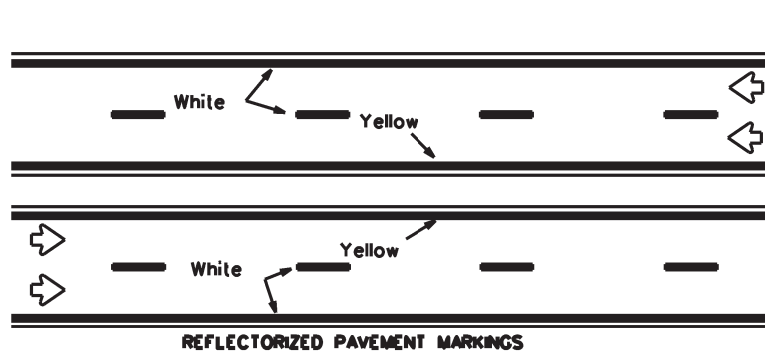 White
Yellow
Yellow
White
REFLECTORIZED PAVEMENT MARKINGS